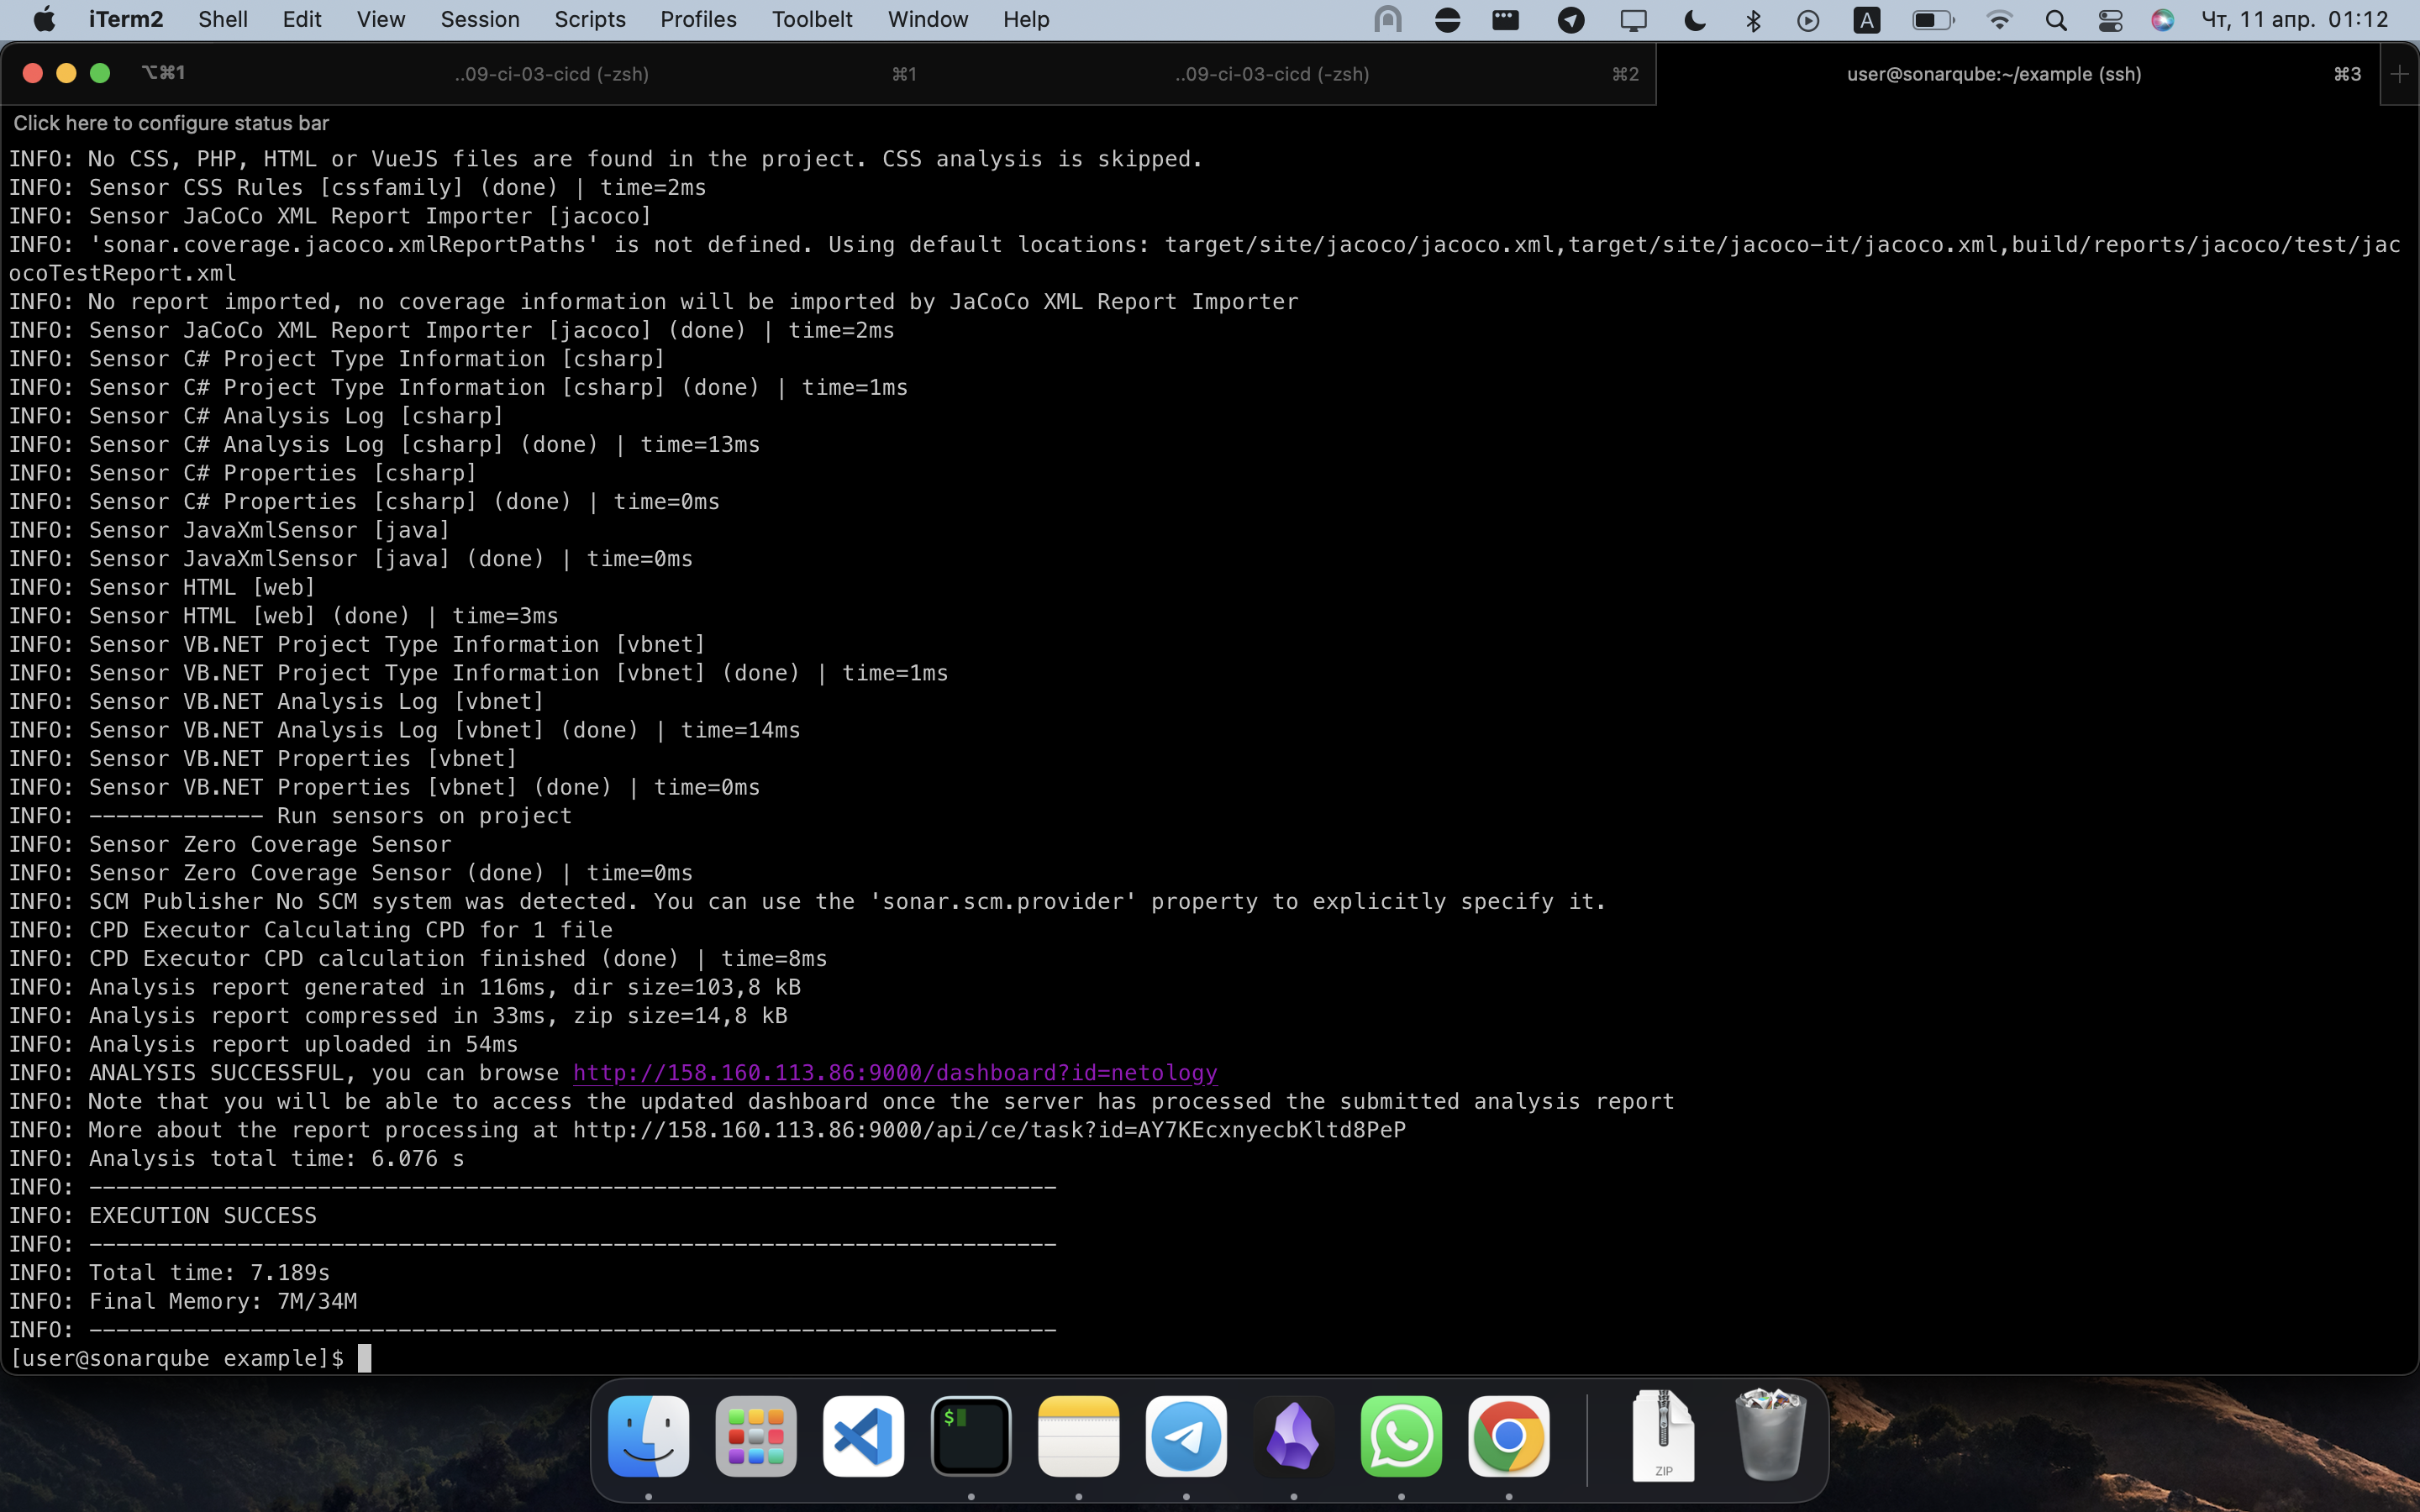 iTerm2 Shell Edit View Session Scripts Profiles Toolbelt Window Help A Чт, 11 апр. 01:12
⌥⌘1 ..09-ci-03-cicd (-zsh) ⌘1 ..09-ci-03-cicd (-zsh) ⌘2 user@sonarqube:~/example (ssh) ⌘3 +
Click here to configure status bar
INFO: No CSS, PHP, HTML or VueJS files are found in the project. CSS analysis is skipped.
INFO: Sensor CSS Rules [cssfamily] (done) | time=2ms
INFO: Sensor JaCoCo XML Report Importer [jacoco]
INFO: 'sonar.coverage.jacoco.xmlReportPaths' is not defined. Using default locations: target/site/jacoco/jacoco.xml,target/site/jacoco-it/jacoco.xml,build/reports/jacoco/test/jac
ocoTestReport.xml
INFO: No report imported, no coverage information will be imported by JaCoCo XML Report Importer
INFO: Sensor JaCoCo XML Report Importer [jacoco] (done) | time=2ms
INFO: Sensor C# Project Type Information [csharp]
INFO: Sensor C# Project Type Information [csharp] (done) | time=1ms
INFO: Sensor C# Analysis Log [csharp]
INFO: Sensor C# Analysis Log [csharp] (done) | time=13ms
INFO: Sensor C# Properties [csharp]
INFO: Sensor C# Properties [csharp] (done) | time=0ms
INFO: Sensor JavaXmlSensor [java]
INFO: Sensor JavaXmlSensor [java] (done) | time=0ms
INFO: Sensor HTML [web]
INFO: Sensor HTML [web] (done) | time=3ms
INFO: Sensor VB.NET Project Type Information [vbnet]
INFO: Sensor VB.NET Project Type Information [vbnet] (done) | time=1ms
INFO: Sensor VB.NET Analysis Log [vbnet]
INFO: Sensor VB.NET Analysis Log [vbnet] (done) | time=14ms
INFO: Sensor VB.NET Properties [vbnet]
INFO: Sensor VB.NET Properties [vbnet] (done) | time=0ms
INFO: ------------- Run sensors on project
INFO: Sensor Zero Coverage Sensor
INFO: Sensor Zero Coverage Sensor (done) | time=0ms
INFO: SCM Publisher No SCM system was detected. You can use the 'sonar.scm.provider' property to explicitly specify it.
INFO: CPD Executor Calculating CPD for 1 file
INFO: CPD Executor CPD calculation finished (done) | time=8ms
INFO: Analysis report generated in 116ms, dir size=103,8 kB
INFO: Analysis report compressed in 33ms, zip size=14,8 kB
INFO: Analysis report uploaded in 54ms
INFO: ANALYSIS SUCCESSFUL, you can browse http://158.160.113.86:9000/dashboard?id=netology
INFO: Note that you will be able to access the updated dashboard once the server has processed the submitted analysis report
INFO: More about the report processing at http://158.160.113.86:9000/api/ce/task?id=AY7KEcxnyecbKltd8PeP
INFO: Analysis total time: 6.076 s
INFO: ------------------------------------------------------------------------
INFO: EXECUTION SUCCESS
INFO: ------------------------------------------------------------------------
INFO: Total time: 7.189s
INFO: Final Memory: 7M/34M
INFO: ------------------------------------------------------------------------
[user@sonarqube example]$
$
ZIP